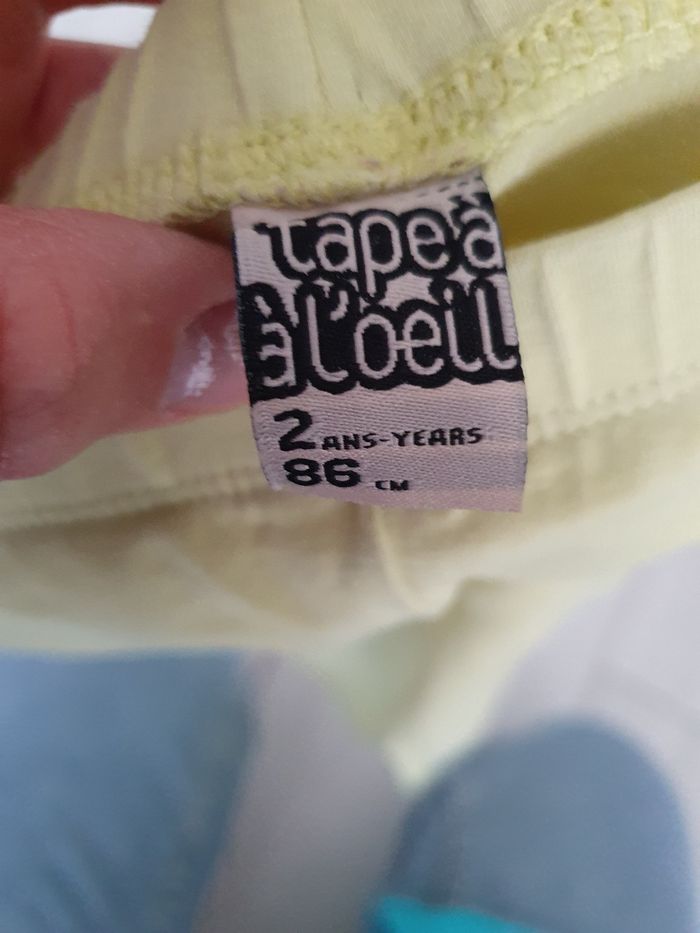 tape à
à l'oeil
2 ANS-YEARS
86 CM